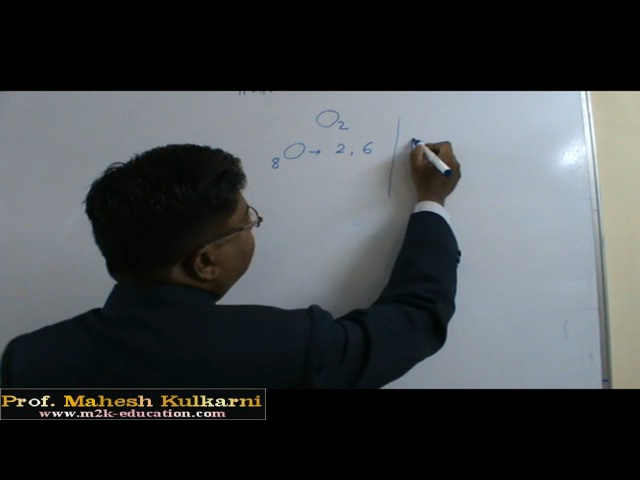 O₂
₈O → 2, 6
Prof. Mahesh Kulkarni
www.m2k-education.com